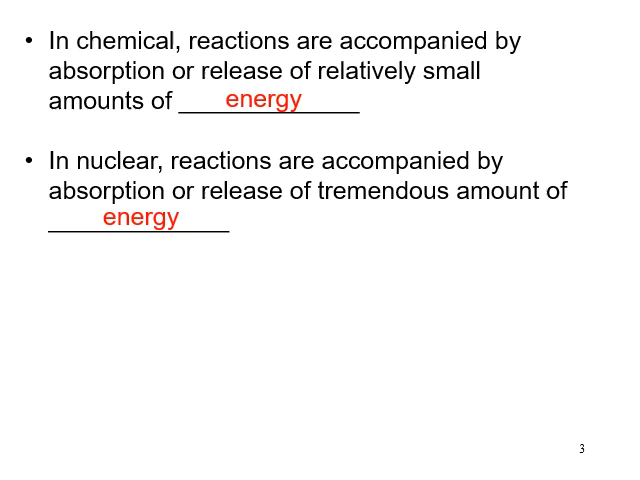 • In chemical, reactions are accompanied by
absorption or release of relatively small
amounts of _____energy_____
• In nuclear, reactions are accompanied by
absorption or release of tremendous amount of
_____energy_____
3